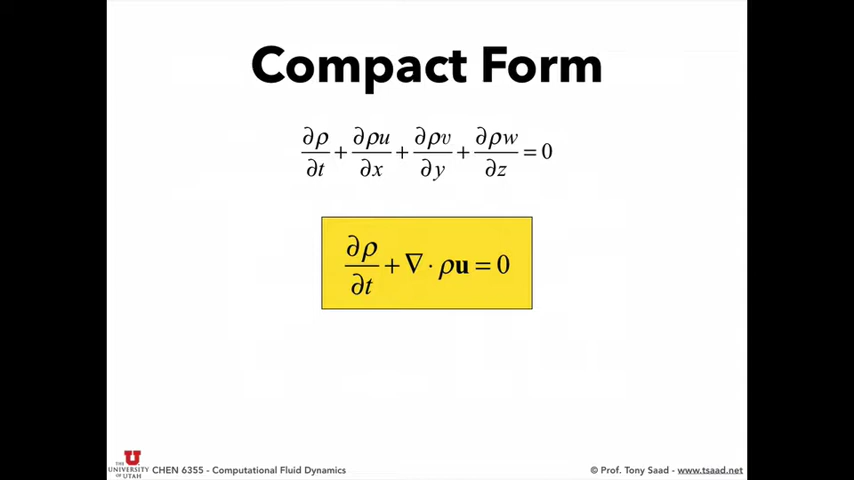 Compact Form
∂ρ/∂t + ∂ρu/∂x + ∂ρv/∂y + ∂ρw/∂z = 0
∂ρ/∂t + ∇ · ρu = 0
U
THE
UNIVERSITY
OF UTAH
CHEN 6355 - Computational Fluid Dynamics
© Prof. Tony Saad - www.tsaad.net